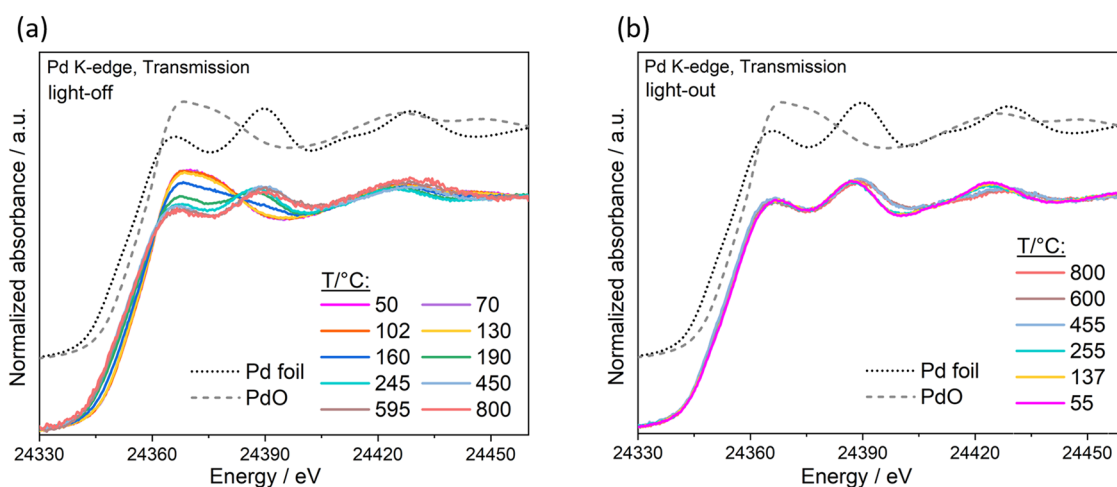 (a)
Pd K-edge, Transmission
light-off
T/°C:
50 70
102 130
160 190
245 450
595 800
Pd foil
PdO
Normalized absorbance / a.u.
24330 24360 24390 24420 24450
Energy / eV
(b)
Pd K-edge, Transmission
light-out
T/°C:
800
600
455
255
137
55
Pd foil
PdO
Normalized absorbance / a.u.
24330 24360 24390 24420 24450
Energy / eV